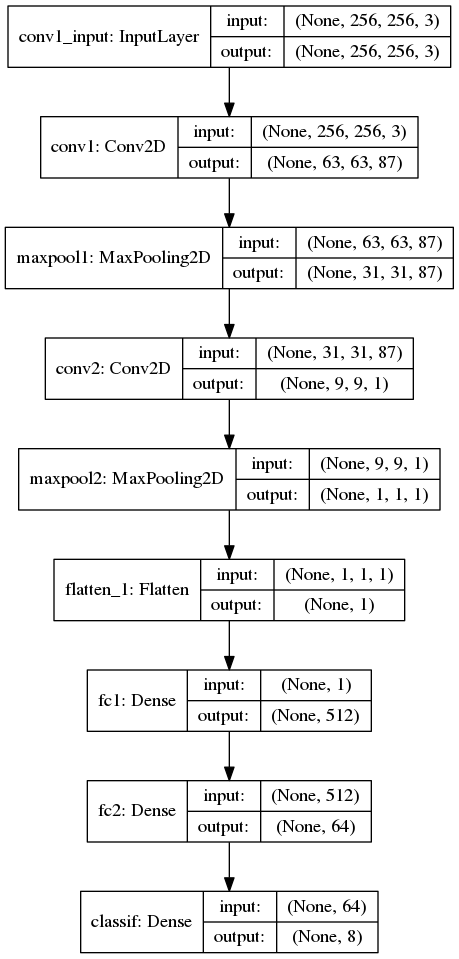 conv1_input: InputLayer
input: (None, 256, 256, 3)
output: (None, 256, 256, 3)
conv1: Conv2D
input: (None, 256, 256, 3)
output: (None, 63, 63, 87)
maxpool1: MaxPooling2D
input: (None, 63, 63, 87)
output: (None, 31, 31, 87)
conv2: Conv2D
input: (None, 31, 31, 87)
output: (None, 9, 9, 1)
maxpool2: MaxPooling2D
input: (None, 9, 9, 1)
output: (None, 1, 1, 1)
flatten_1: Flatten
input: (None, 1, 1, 1)
output: (None, 1)
fc1: Dense
input: (None, 1)
output: (None, 512)
fc2: Dense
input: (None, 512)
output: (None, 64)
classif: Dense
input: (None, 64)
output: (None, 8)